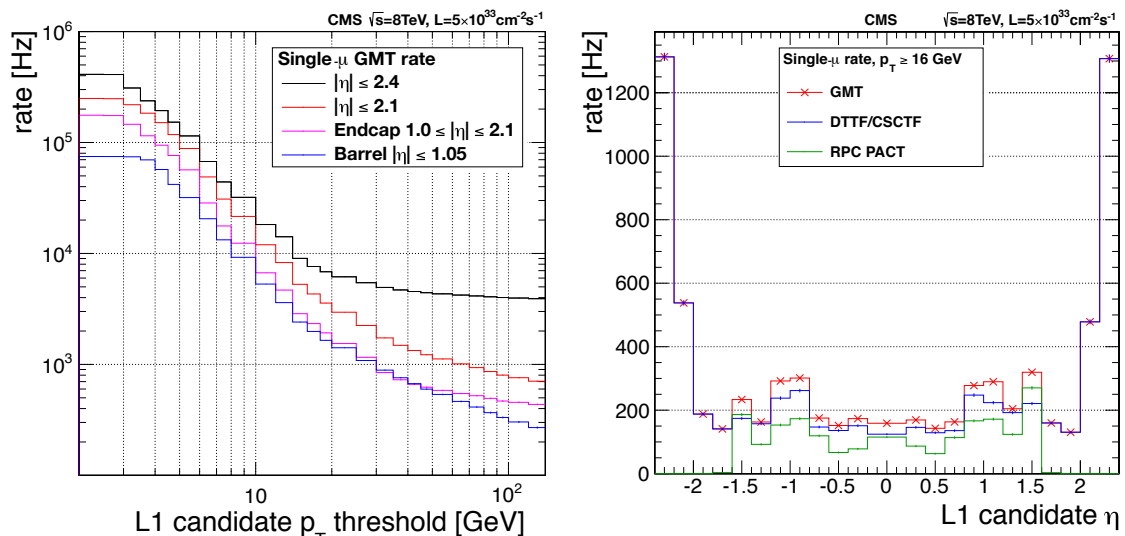 CMS √s=8TeV, L=5×10³³cm⁻²s⁻¹
rate [Hz]
10⁶
10⁵
10⁴
10³
Single-μ GMT rate
|η| ≤ 2.4
|η| ≤ 2.1
Endcap 1.0 ≤ |η| ≤ 2.1
Barrel |η| ≤ 1.05
10
10²
L1 candidate p_T threshold [GeV]
CMS √s=8TeV, L=5×10³³cm⁻²s⁻¹
rate [Hz]
1200
1000
800
600
400
200
0
Single-μ rate, p_T ≥ 16 GeV
GMT
DTTF/CSCTF
RPC PACT
-2 -1.5 -1 -0.5 0 0.5 1 1.5 2
L1 candidate η